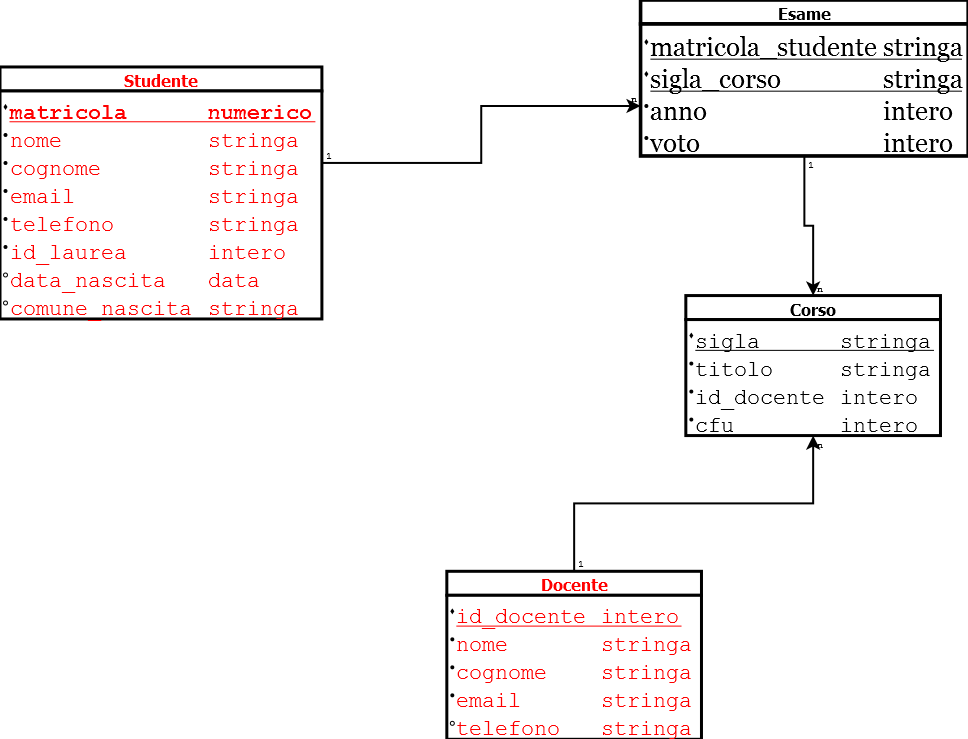 Esame
matricola_studente stringa
sigla_corso stringa
anno intero
voto intero
Studente
matricola numerico
nome stringa
cognome stringa
email stringa
telefono stringa
id_laurea intero
data_nascita data
comune_nascita stringa
1
n
1
n
Corso
sigla stringa
titolo stringa
id_docente intero
cfu intero
n
1
Docente
id_docente intero
nome stringa
cognome stringa
email stringa
telefono stringa